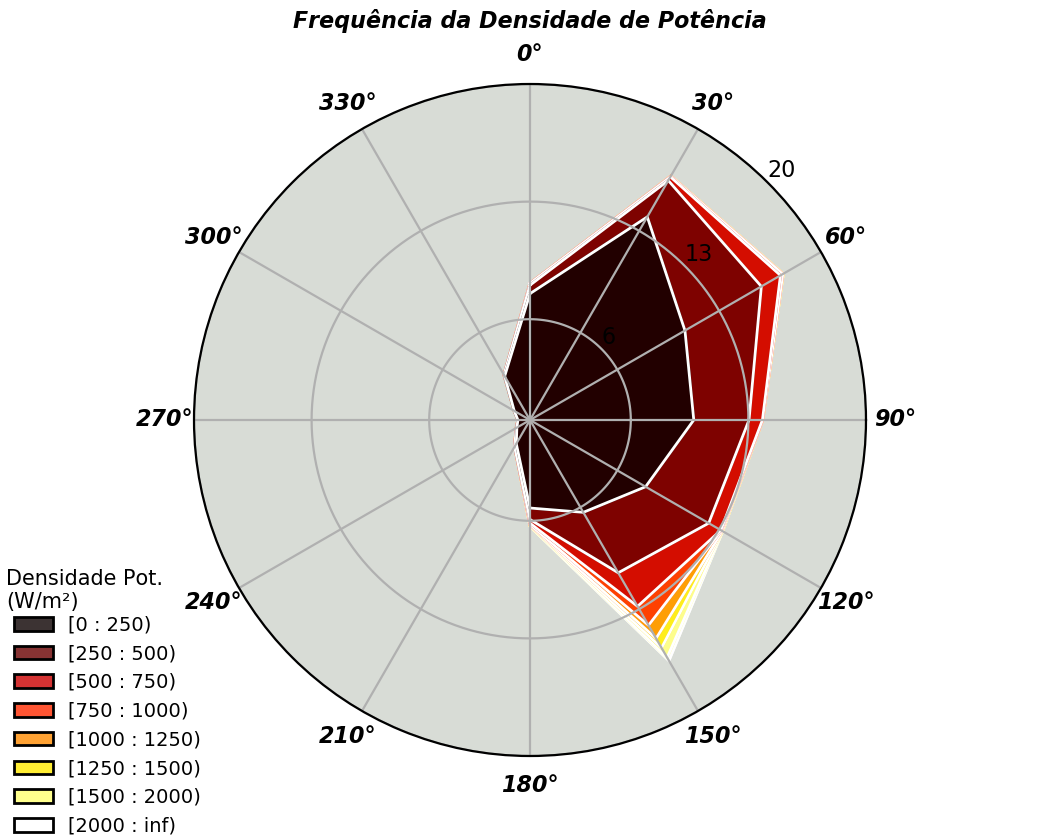 Frequência da Densidade de Potência
0°
330°
30°
20
300°
60°
13
6
270°
90°
Densidade Pot.
(W/m²)
240°
120°
[0 : 250)
[250 : 500)
[500 : 750)
[750 : 1000)
[1000 : 1250)
[1250 : 1500)
[1500 : 2000)
[2000 : inf)
210°
150°
180°